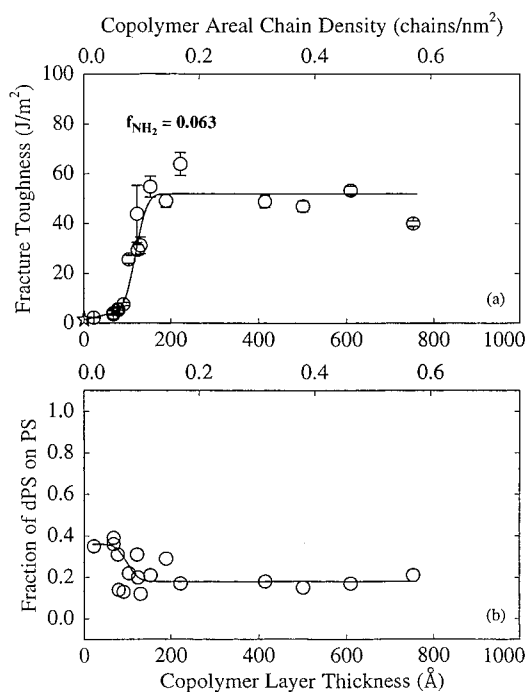 Copolymer Areal Chain Density (chains/nm²)
0.0 0.2 0.4 0.6
Fracture Toughness (J/m²)
100
80
60
40
20
0
f_NH₂ = 0.063
(a)
0 200 400 600 800 1000
0.0 0.2 0.4 0.6
Fraction of dPS on PS
1.0
0.8
0.6
0.4
0.2
0.0
(b)
0 200 400 600 800 1000
Copolymer Layer Thickness (Å)